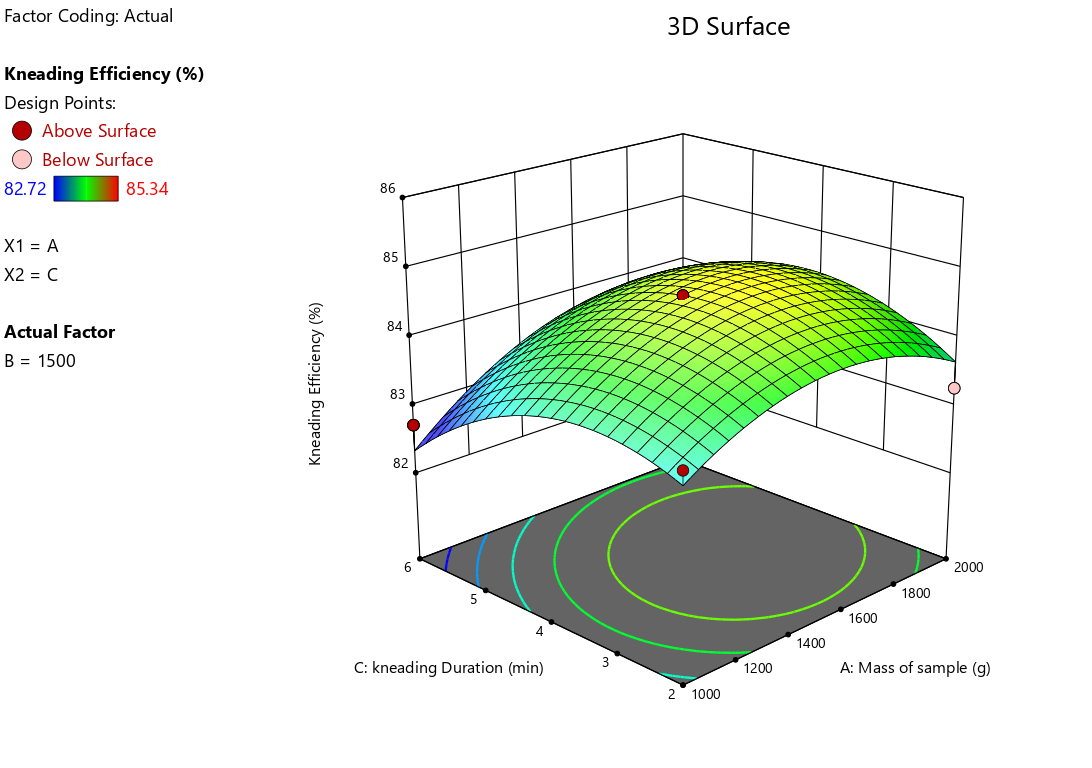 Factor Coding: Actual
3D Surface
Kneading Efficiency (%)
Design Points:
Above Surface
Below Surface
82.72 85.34
X1 = A
X2 = C
Actual Factor
B = 1500
86
85
84
83
82
Kneading Efficiency (%)
6
5
4
3
2
C: kneading Duration (min)
1000
1200
1400
1600
1800
2000
A: Mass of sample (g)